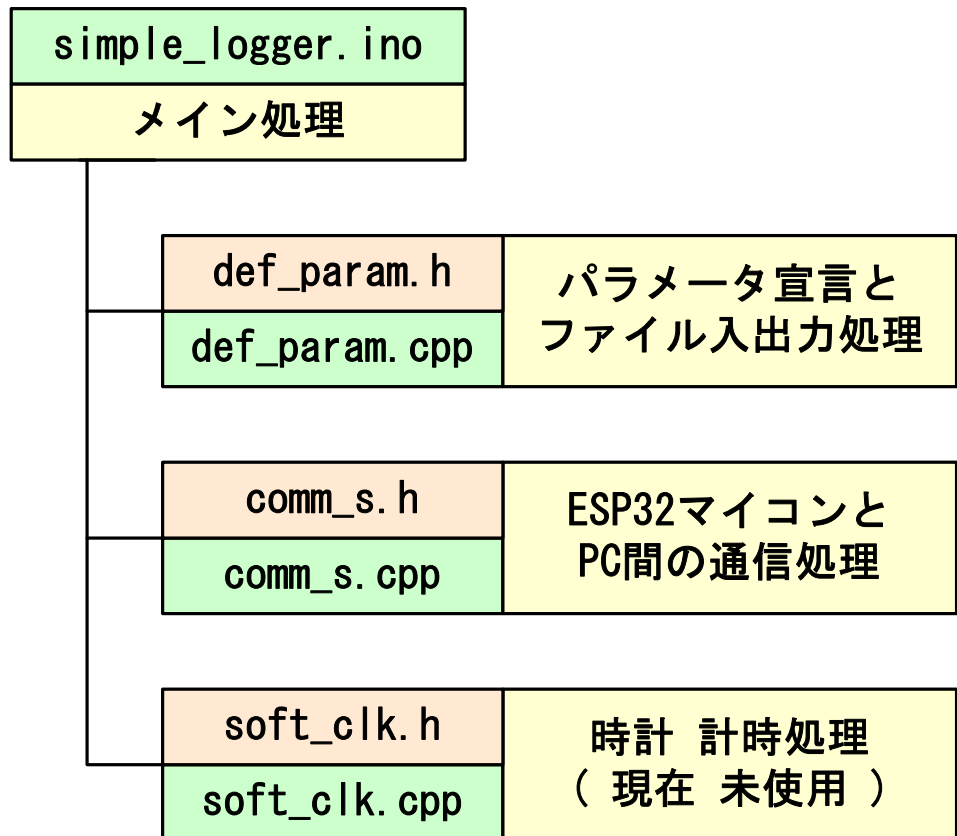 simple_logger.ino
メイン処理
def_param.h
def_param.cpp
パラメータ宣言と
ファイル入出力処理
comm_s.h
comm_s.cpp
ESP32マイコンと
PC間の通信処理
soft_clk.h
soft_clk.cpp
時計 計時処理
( 現在 未使用 )